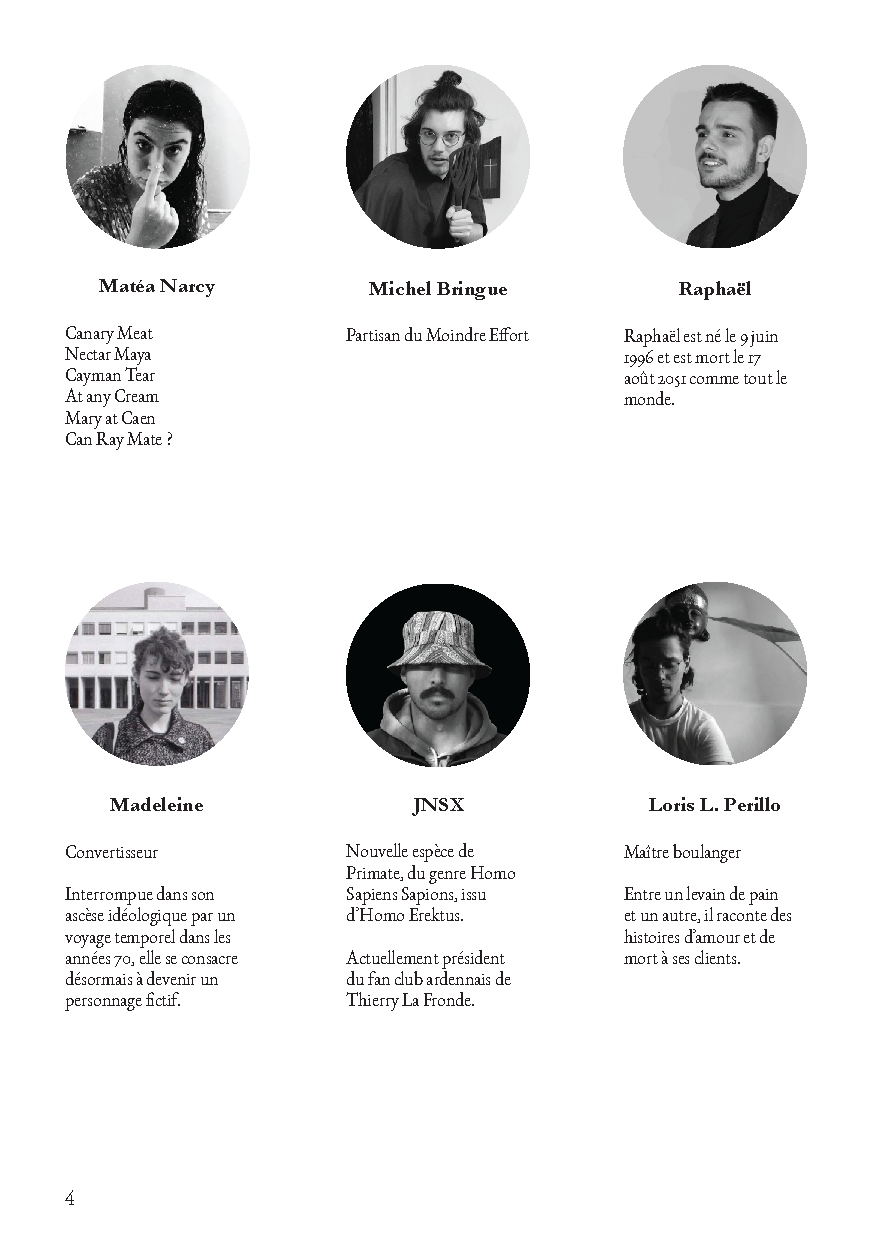 Matéa Narcy
Canary Meat
Nectar Maya
Cayman Tear
At any Cream
Mary at Caen
Can Ray Mate ?
Michel Bringue
Partisan du Moindre Effort
Raphaël
Raphaël est né le 9 juin
1996 et est mort le 17
août 2051 comme tout le
monde.
Madeleine
Convertisseur
Interrompue dans son
ascèse idéologique par un
voyage temporel dans les
années 70, elle se consacre
désormais à devenir un
personnage fictif.
JNSX
Nouvelle espèce de
Primate, du genre Homo
Sapiens Sapions, issu
d'Homo Erektus.
Actuellement président
du fan club ardennais de
Thierry La Fronde.
Loris L. Perillo
Maître boulanger
Entre un levain de pain
et un autre, il raconte des
histoires d'amour et de
mort à ses clients.
4